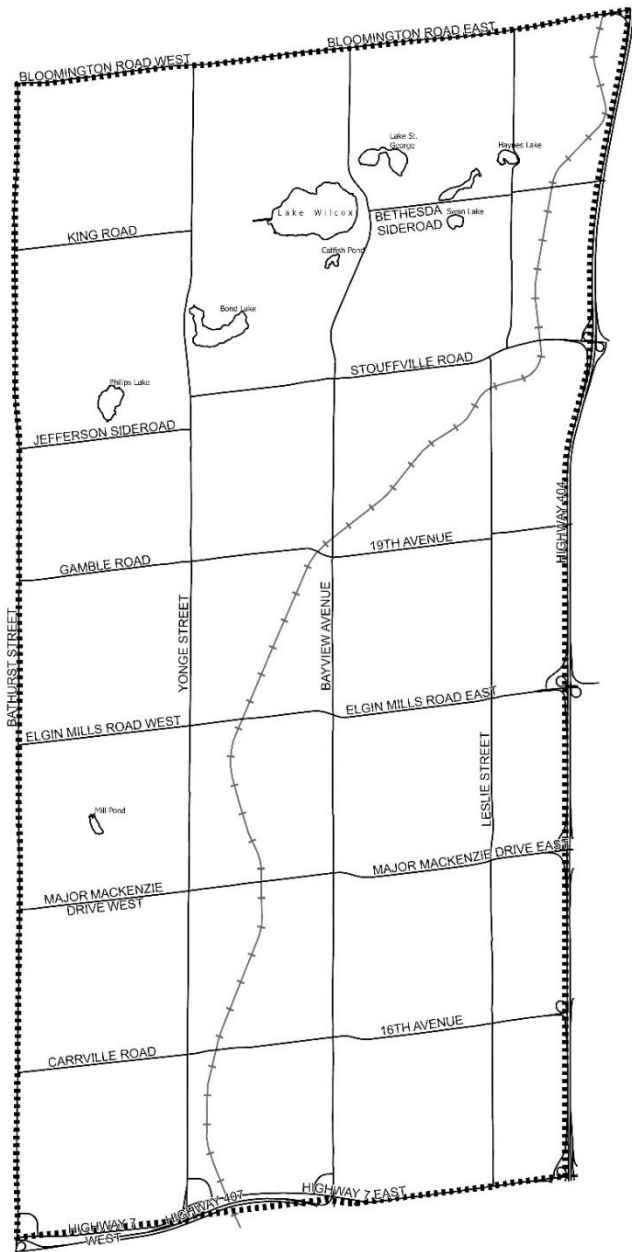 BLOOMINGTON ROAD WEST
BLOOMINGTON ROAD EAST
Lake St.
George
Haynes Lake
Lake Wilcox
BETHESDA
SIDEROAD
Swan Lake
KING ROAD
Catfish Pond
Bond Lake
STOUFFVILLE ROAD
Philips Lake
JEFFERSON SIDEROAD
HIGHWAY 404
19TH AVENUE
GAMBLE ROAD
BATHURST STREET
YONGE STREET
BAYVIEW AVENUE
ELGIN MILLS ROAD EAST
ELGIN MILLS ROAD WEST
LESLIE STREET
Mill Pond
MAJOR MACKENZIE DRIVE EAST
MAJOR MACKENZIE
DRIVE WEST
16TH AVENUE
CARRVILLE ROAD
HIGHWAY 7 EAST
HIGHWAY 407
HIGHWAY 7
WEST